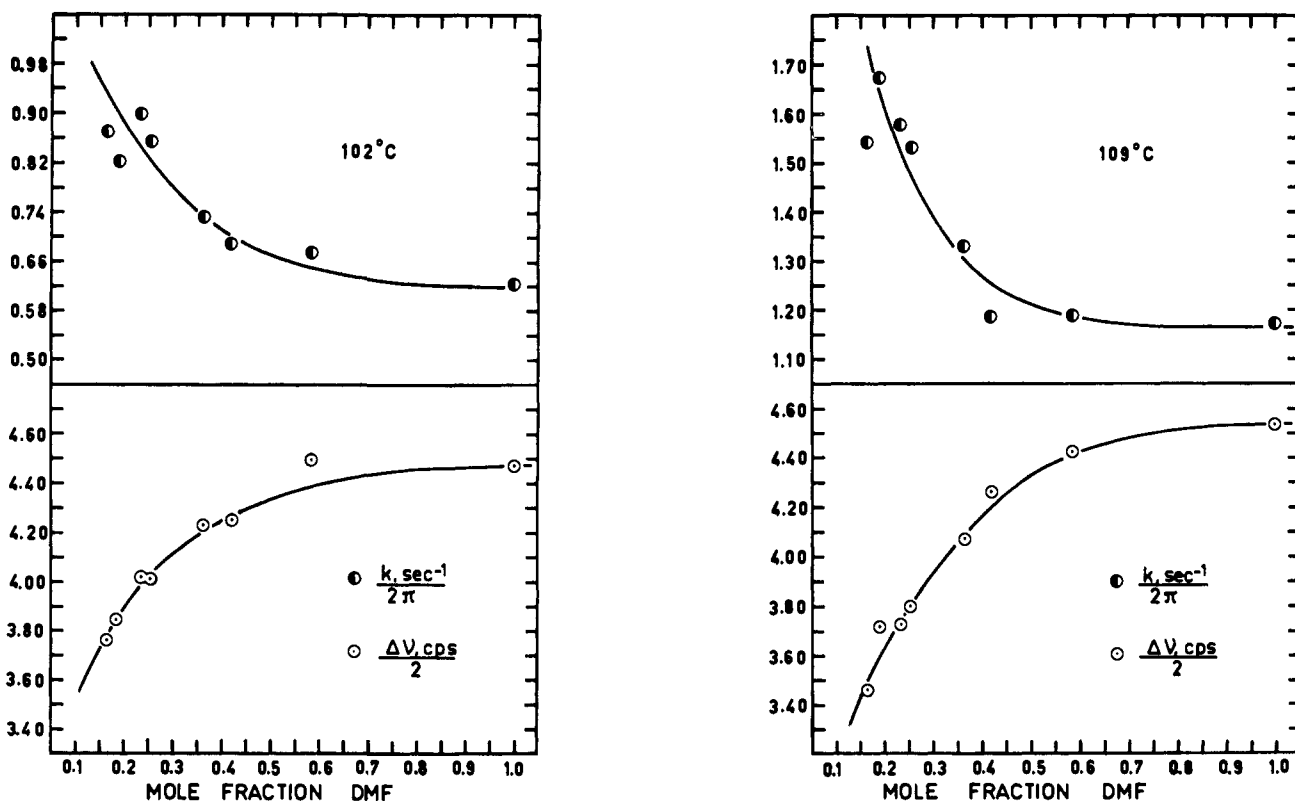 0.98
0.90
0.82
0.74
0.66
0.58
0.50
102°C
4.60
4.40
4.20
4.00
3.80
3.60
3.40
k, sec⁻¹
2π
Δν, cps
2
0.1 0.2 0.3 0.4 0.5 0.6 0.7 0.8 0.9 1.0
MOLE FRACTION DMF
1.70
1.60
1.50
1.40
1.30
1.20
1.10
109°C
4.60
4.40
4.20
4.00
3.80
3.60
3.40
k, sec⁻¹
2π
Δν, cps
2
0.1 0.2 0.3 0.4 0.5 0.6 0.7 0.8 0.9 1.0
MOLE FRACTION DMF